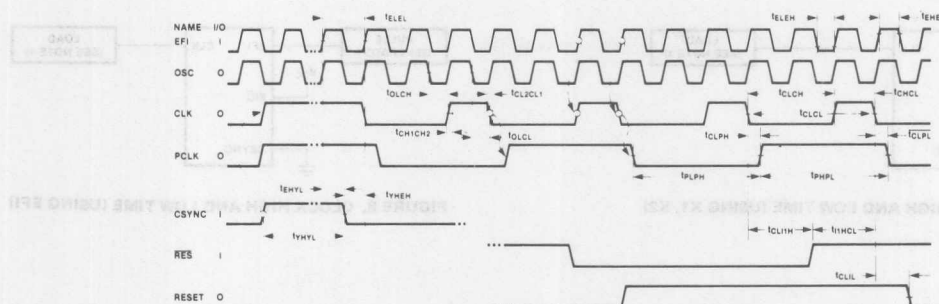 NAME I/O
EFI I
OSC O
CLK O
PCLK O
CSYNC I
RES I
RESET O
tELEL
tELEH
tEHE
tOLCH
tCL2CL1
tCLCH
tCHCL
tCLCL
tCH1CH2
tOLCL
tCLPH
tCLPL
tPLPH
tPHPL
tEHYL
tYHEH
tYHYL
tCLI1H
tI1HCL
tCLIL